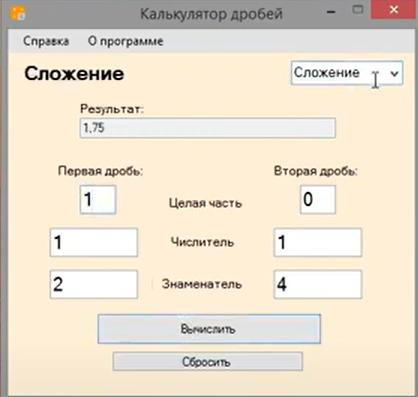 Калькулятор дробей
Справка О программе
Сложение Сложение
Результат:
1,75
Первая дробь: Вторая дробь:
1 Целая часть 0
1 Числитель 1
2 Знаменатель 4
Вычислить
Сбросить